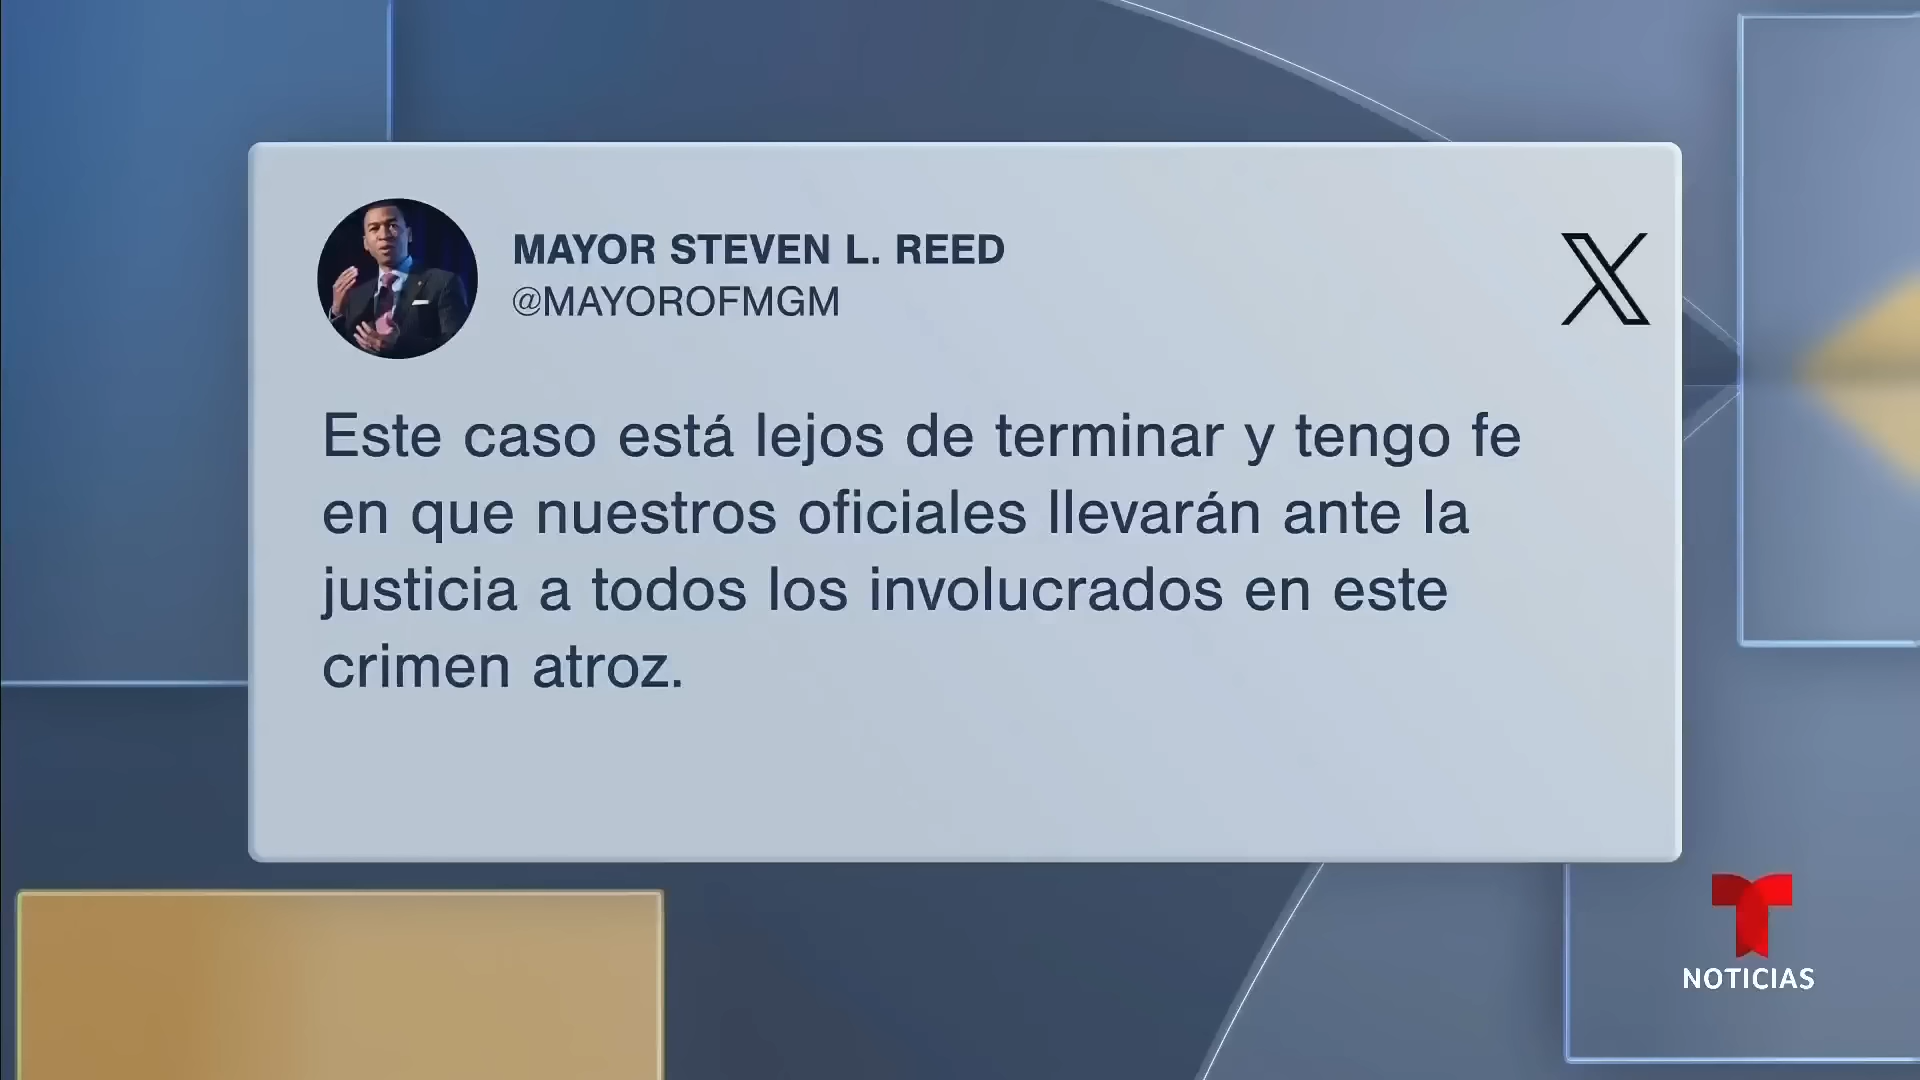 MAYOR STEVEN L. REED
@MAYOROFMGM
X
Este caso está lejos de terminar y tengo fe
en que nuestros oficiales llevarán ante la
justicia a todos los involucrados en este
crimen atroz.
T
NOTICIAS